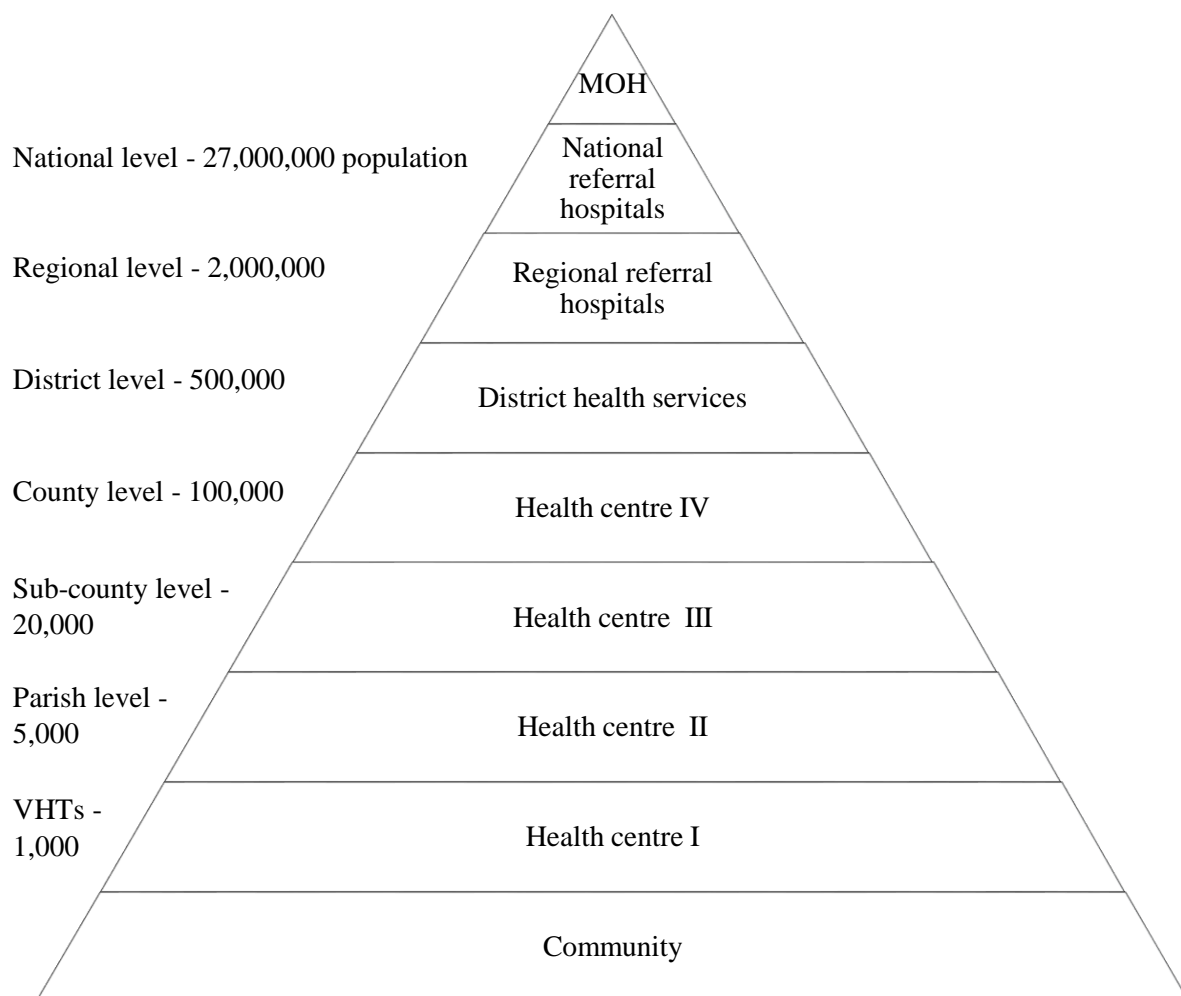 MOH
National level - 27,000,000 population
National
referral
hospitals
Regional level - 2,000,000
Regional referral
hospitals
District level - 500,000
District health services
County level - 100,000
Health centre IV
Sub-county level -
20,000
Health centre III
Parish level -
5,000
Health centre II
VHTs -
1,000
Health centre I
Community